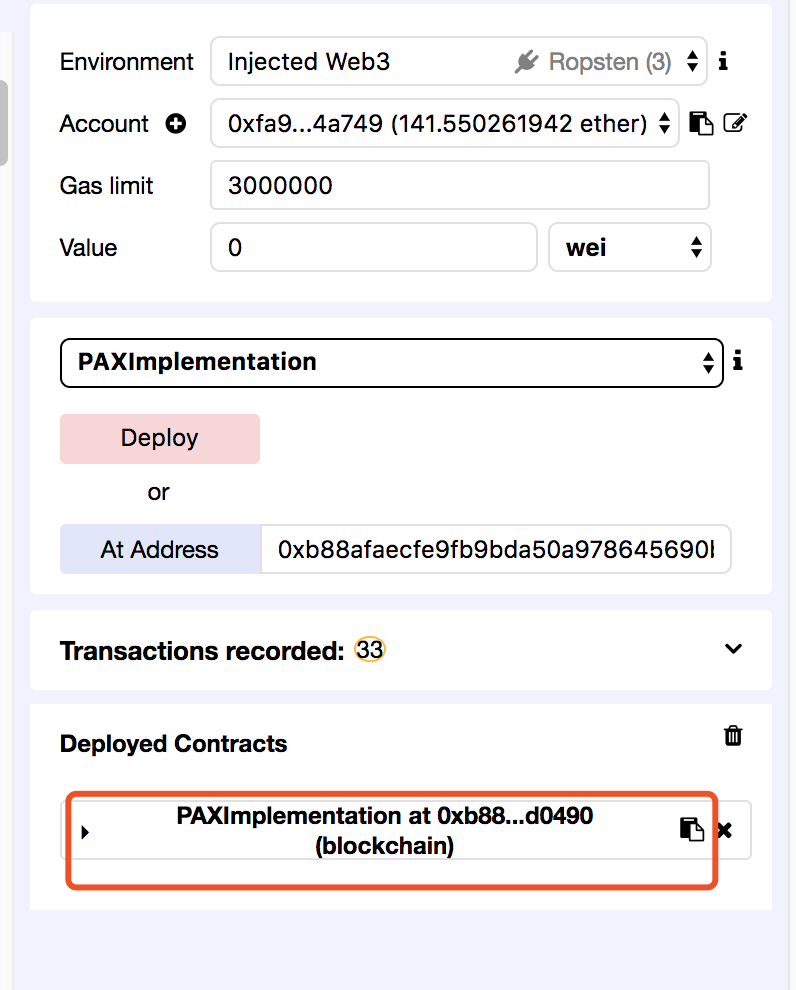 Environment Injected Web3 Ropsten (3)
Account 0xfa9...4a749 (141.550261942 ether)
Gas limit 3000000
Value 0 wei
PAXImplementation
Deploy
or
At Address 0xb88afaecfe9fb9bda50a978645690
Transactions recorded: 33
Deployed Contracts
PAXImplementation at 0xb88...d0490
(blockchain)